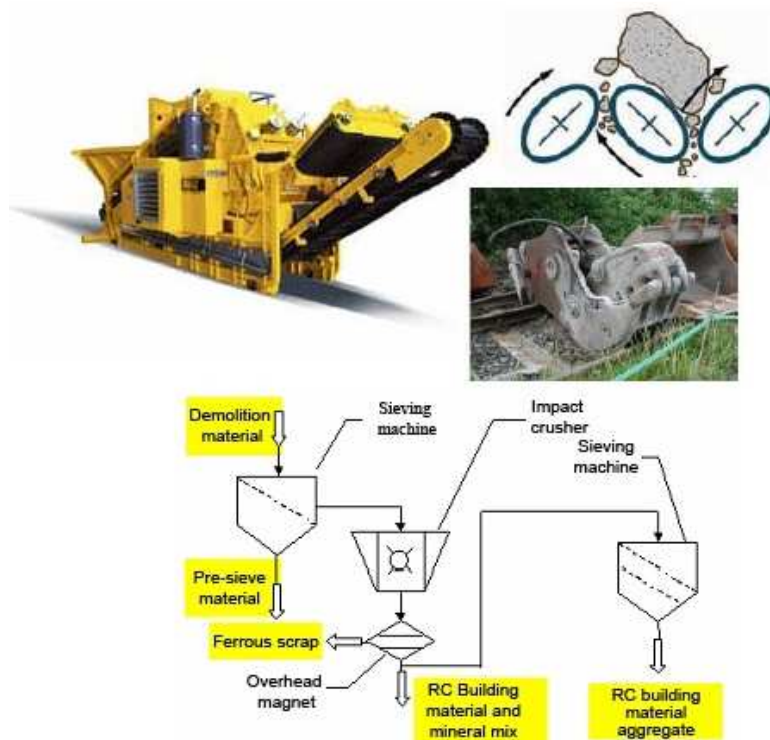 Demolition
material
Sieving
machine
Impact
crusher
Sieving
machine
Pre-sieve
material
Ferrous scrap
Overhead
magnet
RC Building
material and
mineral mix
RC building
material
aggregate